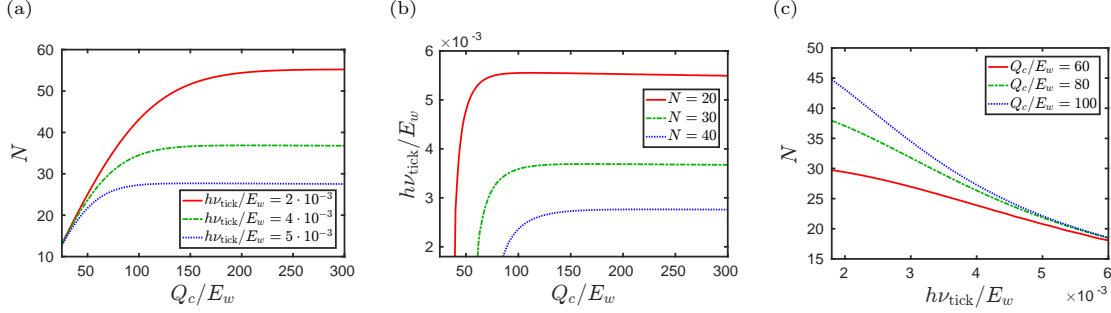 (a)
60
50
40
30
20
10
N
50
100
150
200
250
300
Q_c/E_w
hν_tick/E_w = 2 · 10⁻³
hν_tick/E_w = 4 · 10⁻³
hν_tick/E_w = 5 · 10⁻³
(b)
×10⁻³
6
5
4
3
2
hν_tick/E_w
50
100
150
200
250
300
Q_c/E_w
N = 20
N = 30
N = 40
(c)
50
45
40
35
30
25
20
15
N
2
3
4
5
6
hν_tick/E_w
×10⁻³
Q_c/E_w = 60
Q_c/E_w = 80
Q_c/E_w = 100